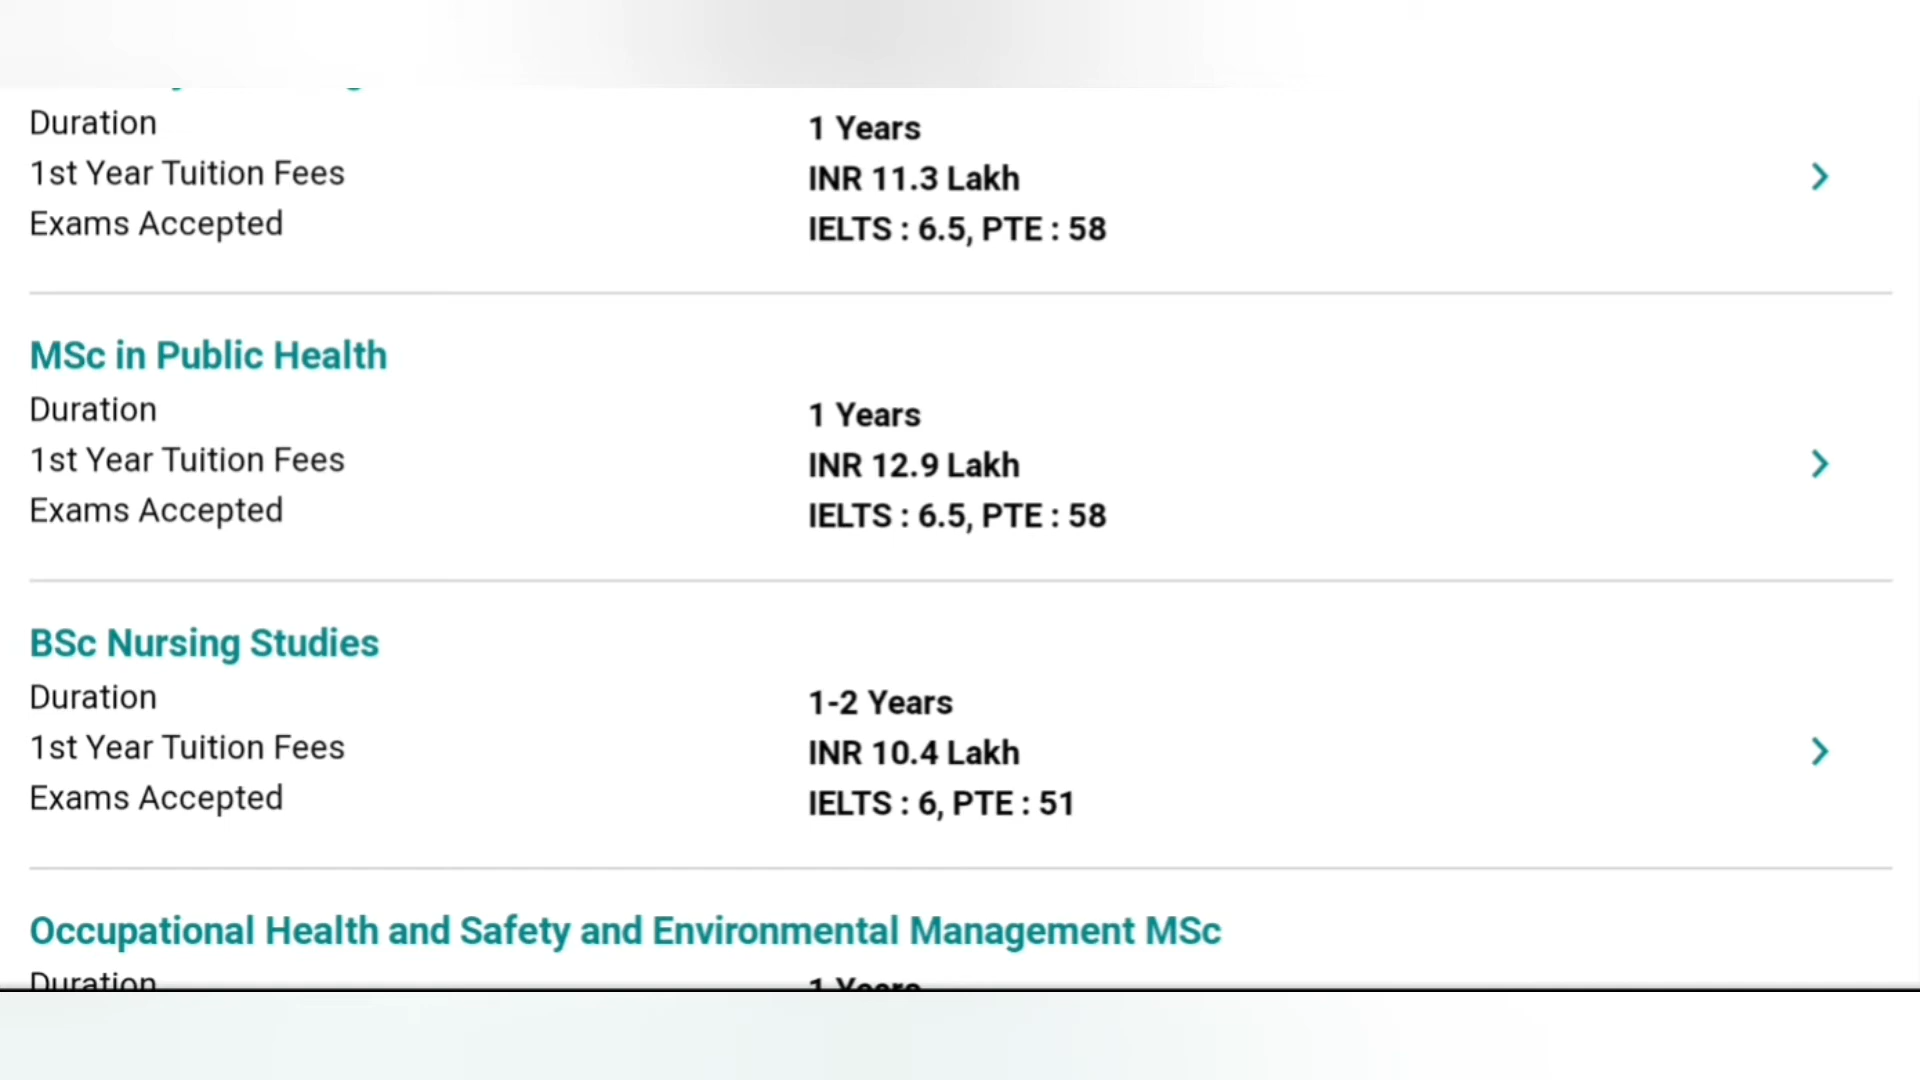 Duration
1 Years
1st Year Tuition Fees
INR 11.3 Lakh
Exams Accepted
IELTS : 6.5, PTE : 58
MSc in Public Health
Duration
1 Years
1st Year Tuition Fees
INR 12.9 Lakh
Exams Accepted
IELTS : 6.5, PTE : 58
BSc Nursing Studies
Duration
1-2 Years
1st Year Tuition Fees
INR 10.4 Lakh
Exams Accepted
IELTS : 6, PTE : 51
Occupational Health and Safety and Environmental Management MSc
Duration
1 Years